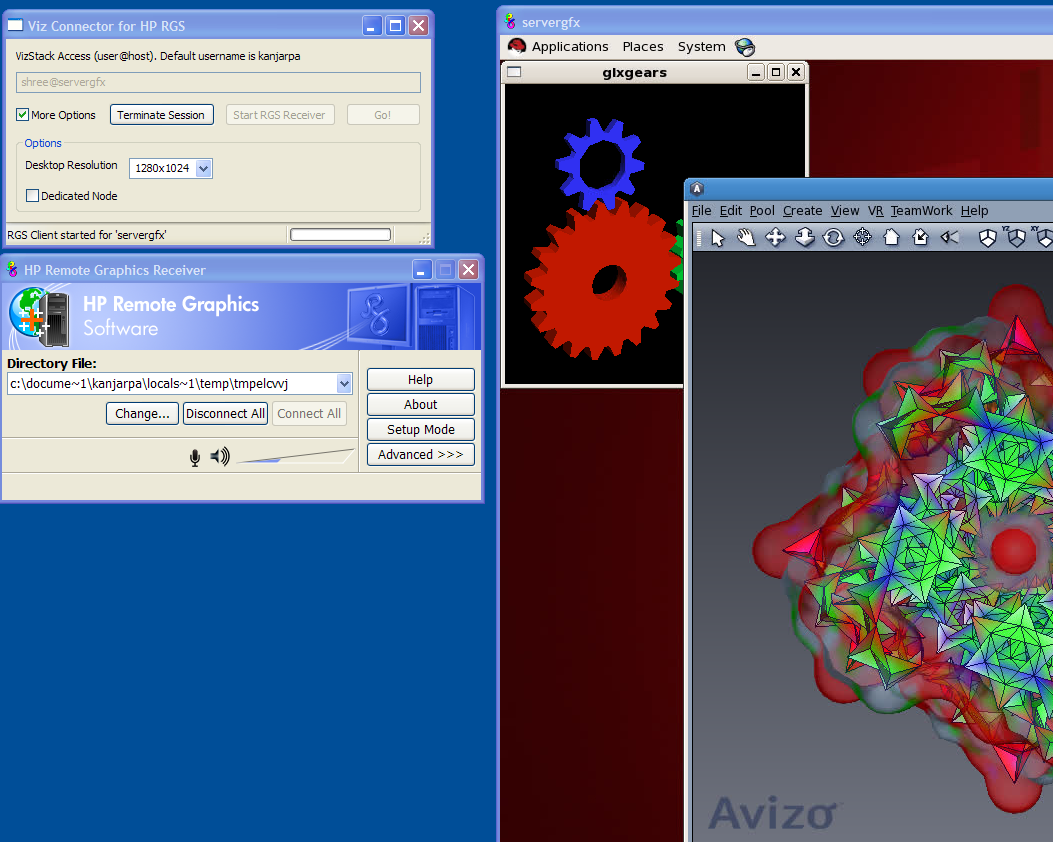 Viz Connector for HP RGS
VizStack Access (user@host). Default username is kanjarpa
shree@servergfx
More Options
Terminate Session
Start RGS Receiver
Go!
Options
Desktop Resolution
1280x1024
Dedicated Node
RGS Client started for 'servergfx'
HP Remote Graphics Receiver
HP Remote Graphics
Software
Directory File:
c:\docume~1\kanjarpa\locals~1\temp\tmpelcvvj
Change...
Disconnect All
Connect All
Help
About
Setup Mode
Advanced >>>
servergfx
Applications Places System
glxgears
File Edit Pool Create View VR TeamWork Help
YZ XY
Avizo